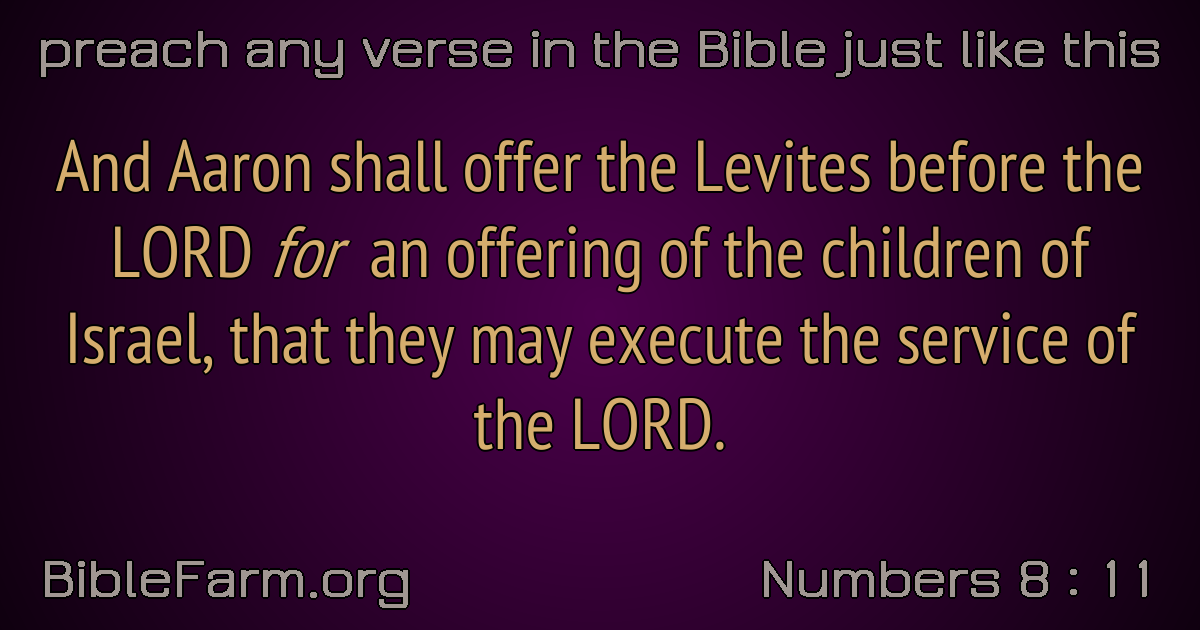 preach any verse in the Bible just like this
And Aaron shall offer the Levites before the
LORD for an offering of the children of
Israel, that they may execute the service of
the LORD.
BibleFarm.org
Numbers 8 : 11